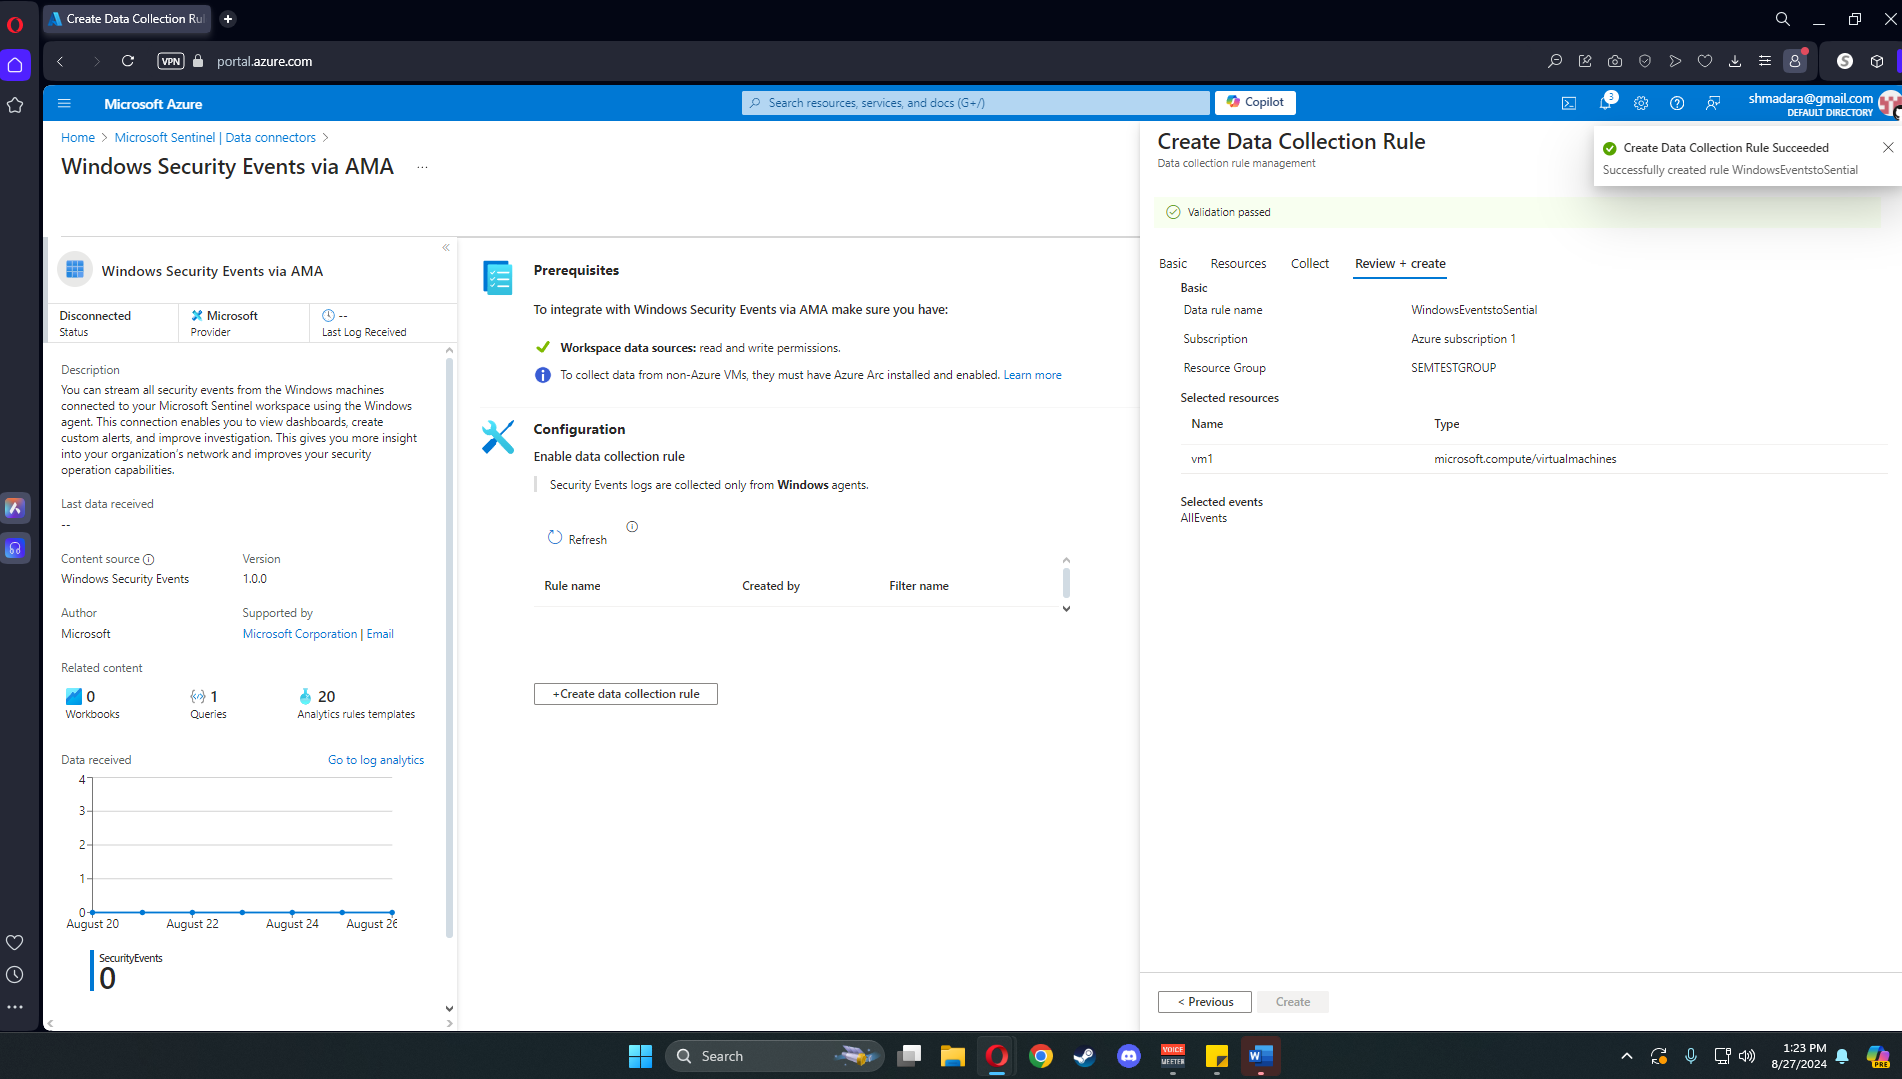 Create Data Collection Ru
VPN
portal.azure.com
Microsoft Azure
Search resources, services, and docs (G+/)
Copilot
3
shmadara@gmail.com
DEFAULT DIRECTORY
Home > Microsoft Sentinel | Data connectors >
Windows Security Events via AMA ...
Windows Security Events via AMA
Disconnected
Status
Microsoft
Provider
--
Last Log Received
Description
You can stream all security events from the Windows machines
connected to your Microsoft Sentinel workspace using the Windows
agent. This connection enables you to view dashboards, create
custom alerts, and improve investigation. This gives you more insight
into your organization's network and improves your security
operation capabilities.
Last data received
--
Content source
Version
Windows Security Events
1.0.0
Author
Supported by
Microsoft
Microsoft Corporation | Email
Related content
0
Workbooks
1
Queries
20
Analytics rules templates
Data received
Go to log analytics
4
3
2
1
0
August 20
August 22
August 24
August 26
SecurityEvents
0
Prerequisites
To integrate with Windows Security Events via AMA make sure you have:
Workspace data sources: read and write permissions.
To collect data from non-Azure VMs, they must have Azure Arc installed and enabled. Learn more
Configuration
Enable data collection rule
Security Events logs are collected only from Windows agents.
Refresh
Rule name
Created by
Filter name
+Create data collection rule
Create Data Collection Rule
Data collection rule management
Create Data Collection Rule Succeeded
Successfully created rule WindowsEventstoSential
Validation passed
Basic
Resources
Collect
Review + create
Basic
Data rule name
WindowsEventstoSential
Subscription
Azure subscription 1
Resource Group
SEMTESTGROUP
Selected resources
Name
Type
vm1
microsoft.compute/virtualmachines
Selected events
AllEvents
< Previous
Create
Search
VOICE
MEETER
W
1:23 PM
8/27/2024
PRE